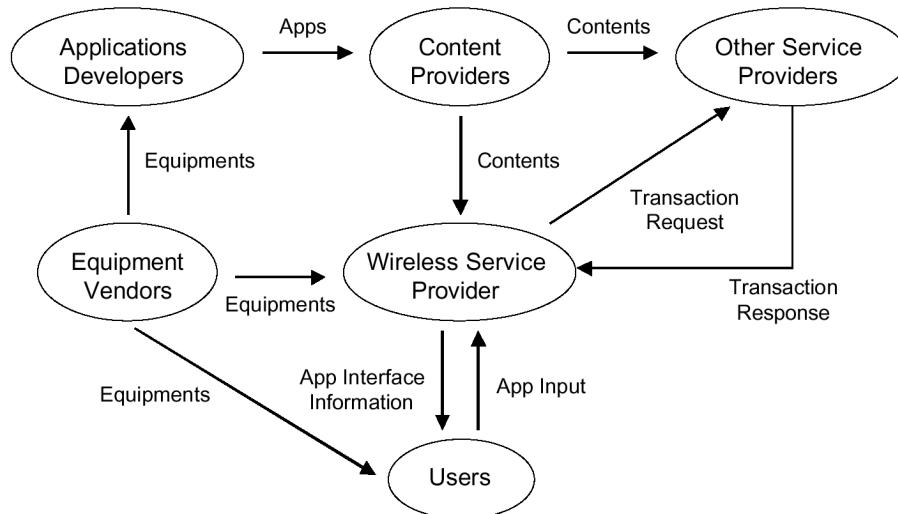 Applications
Developers
Apps
Content
Providers
Contents
Other Service
Providers
Equipments
Contents
Transaction
Request
Equipment
Vendors
Equipments
Wireless Service
Provider
Transaction
Response
Equipments
App Interface
Information
App Input
Users